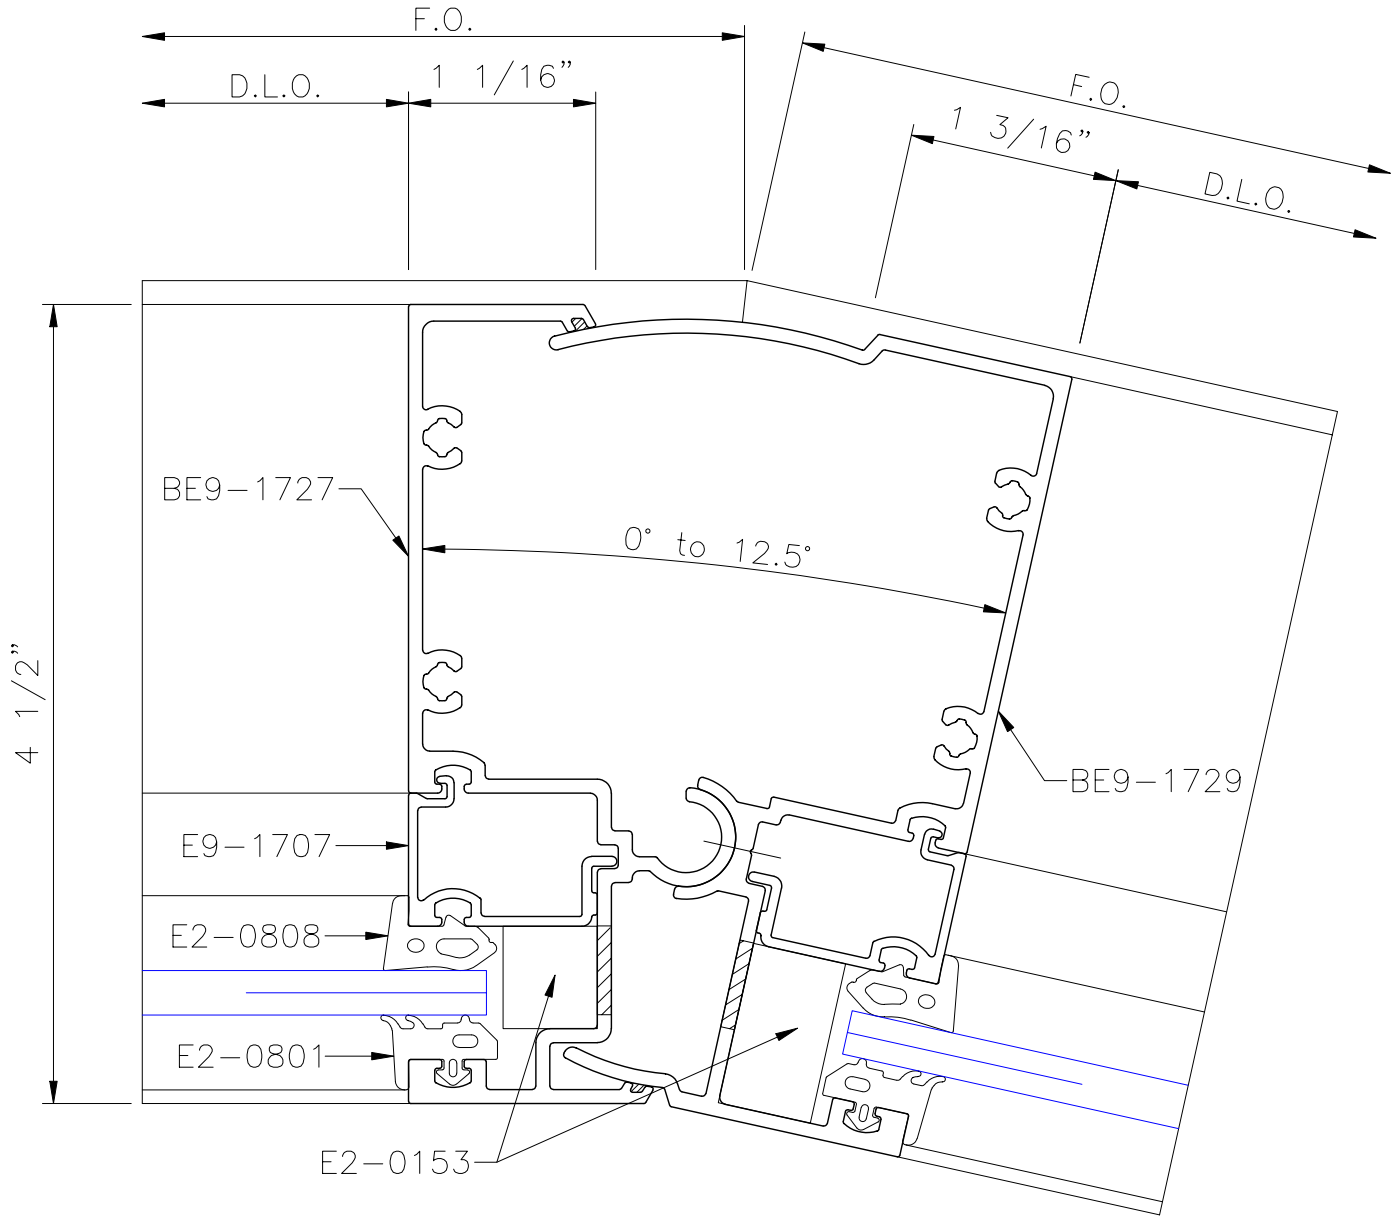 F.O.
D.L.O.
1 1/16”
F.O.
1 3/16”
D.L.O.
BE9-1727
0° to 12.5°
4 1/2”
BE9-1729
E9-1707
E2-0808
E2-0801
E2-0153